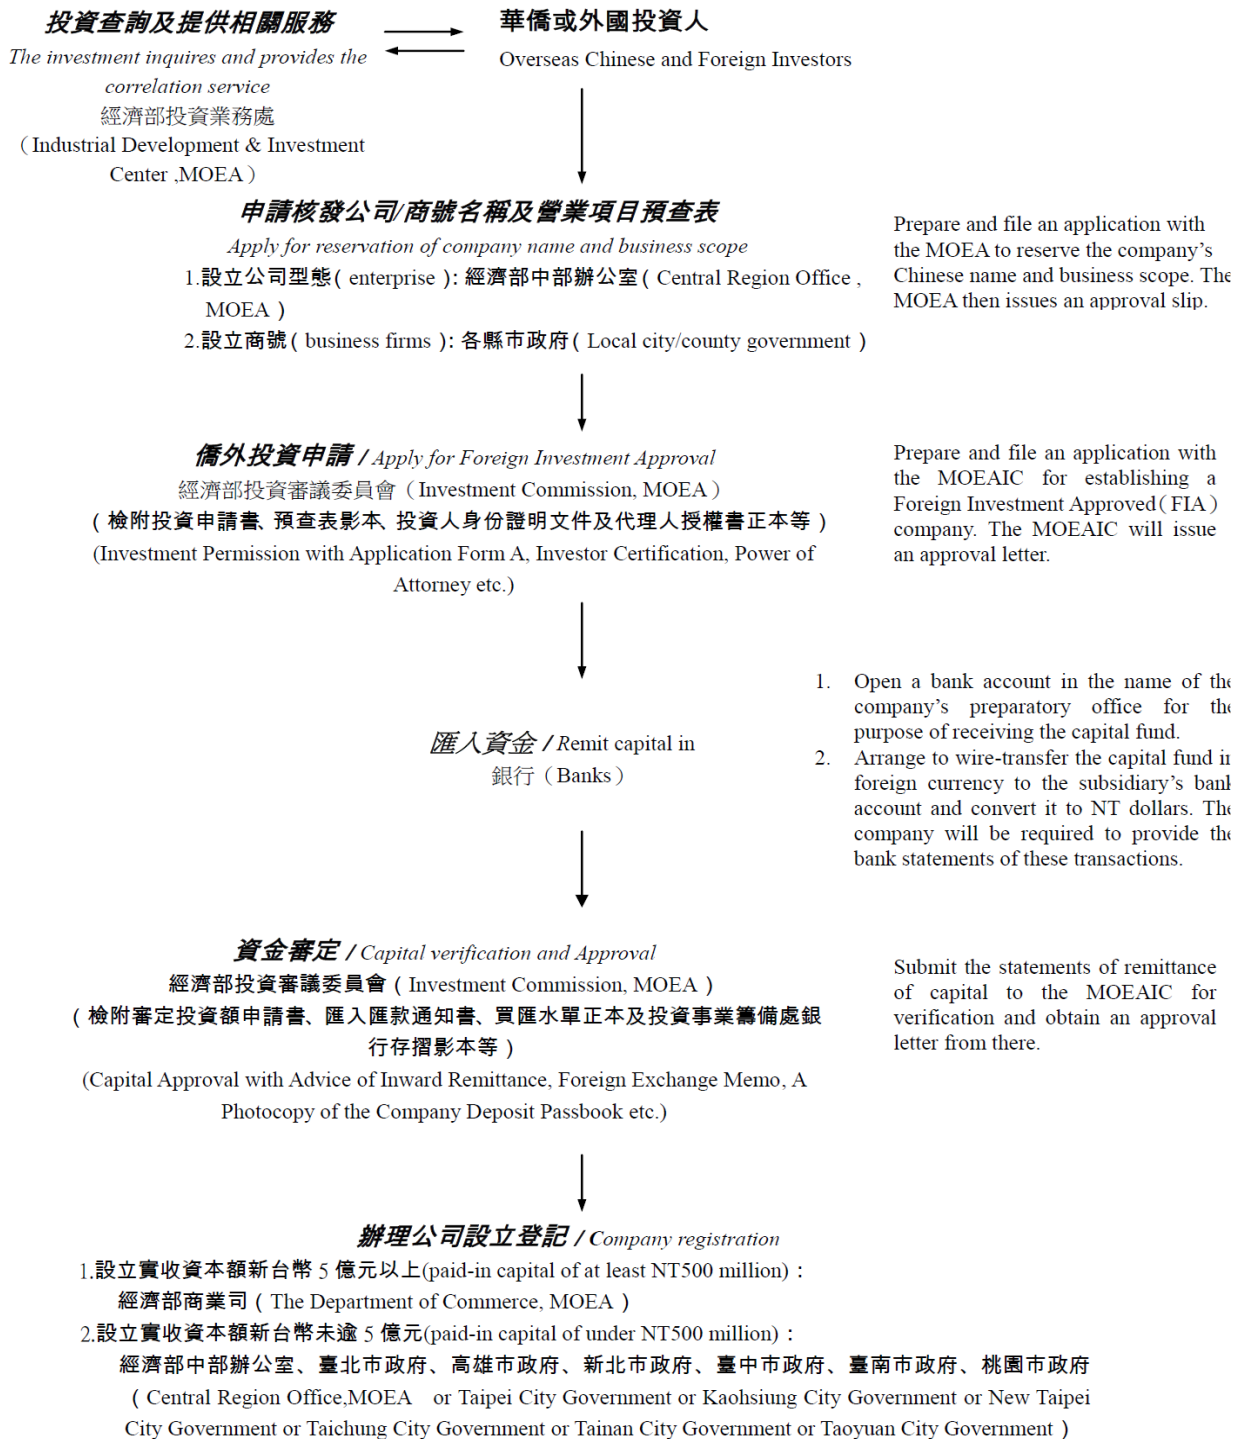 投資查詢及提供相關服務
The investment inquires and provides the
correlation service
經濟部投資業務處
（Industrial Development & Investment
Center ,MOEA）
華僑或外國投資人
Overseas Chinese and Foreign Investors
申請核發公司/商號名稱及營業項目預查表
Apply for reservation of company name and business scope
1.設立公司型態（enterprise）：經濟部中部辦公室（Central Region Office ,
MOEA）
2.設立商號（business firms）：各縣市政府（Local city/county government）
Prepare and file an application with
the MOEA to reserve the company’s
Chinese name and business scope. The
MOEA then issues an approval slip.
僑外投資申請 / Apply for Foreign Investment Approval
經濟部投資審議委員會（Investment Commission, MOEA）
（檢附投資申請書、預查表影本、投資人身份證明文件及代理人授權書正本等）
(Investment Permission with Application Form A, Investor Certification, Power of
Attorney etc.)
Prepare and file an application with
the MOEAIC for establishing a
Foreign Investment Approved（FIA）
company. The MOEAIC will issue
an approval letter.
匯入資金 / Remit capital in
銀行（Banks）
1. Open a bank account in the name of the
company’s preparatory office for the
purpose of receiving the capital fund.
2. Arrange to wire-transfer the capital fund in
foreign currency to the subsidiary’s bank
account and convert it to NT dollars. The
company will be required to provide the
bank statements of these transactions.
資金審定 / Capital verification and Approval
經濟部投資審議委員會（Investment Commission, MOEA）
（檢附審定投資額申請書、匯入匯款通知書、買匯水單正本及投資事業籌備處銀
行存摺影本等）
(Capital Approval with Advice of Inward Remittance, Foreign Exchange Memo, A
Photocopy of the Company Deposit Passbook etc.)
Submit the statements of remittance
of capital to the MOEAIC for
verification and obtain an approval
letter from there.
辦理公司設立登記 / Company registration
1.設立實收資本額新台幣 5 億元以上(paid-in capital of at least NT500 million)：
經濟部商業司（The Department of Commerce, MOEA）
2.設立實收資本額新台幣未逾 5 億元(paid-in capital of under NT500 million)：
經濟部中部辦公室、臺北市政府、高雄市政府、新北市政府、臺中市政府、臺南市政府、桃園市政府
（Central Region Office,MOEA or Taipei City Government or Kaohsiung City Government or New Taipei
City Government or Taichung City Government or Tainan City Government or Taoyuan City Government）